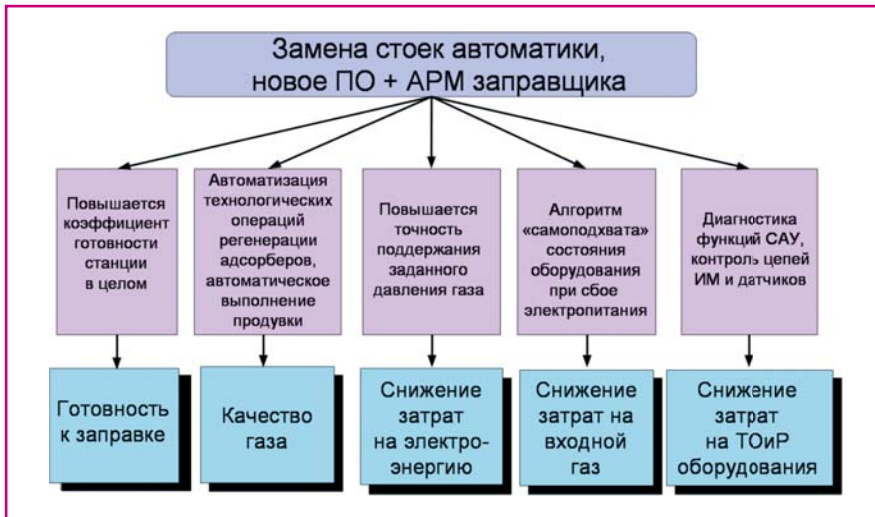 Замена стоек автоматики,
новое ПО + АРМ заправщика
Повышается
коэффициент
готовности
станции
в целом
Автоматизация
технологических
операций
регенерации
адсорберов,
автоматическое
выполнение
продувки
Повышается
точность
поддержания
заданного
давления газа
Алгоритм
«самоподхвата»
состояния
оборудования
при сбое
электропитания
Диагностика
функций САУ,
контроль цепей
ИМ и датчиков
Готовность
к заправке
Качество
газа
Снижение
затрат
на электро-
энергию
Снижение
затрат на
входной
газ
Снижение
затрат
на ТОиР
оборудования